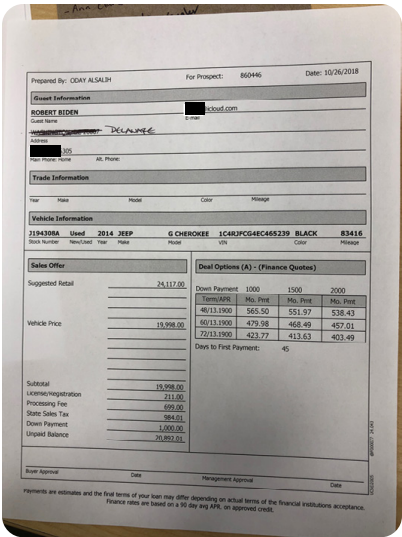 Prepared By: ODAY ALSALIH For Prospect: 860446 Date: 10/26/2018
Guest Information
ROBERT BIDEN icloud.com
Guest Name E-mail
DELAWARE
Address
305
Main Phone: Home Alt. Phone:
Trade Information
Year Make Model Color Mileage
Vehicle Information
J194308A Used 2014 JEEP G CHEROKEE 1C4RJFCG4EC465239 BLACK 83416
Stock Number New/Used Year Make Model VIN Color Mileage
Sales Offer
Suggested Retail 24,117.00
Vehicle Price 19,998.00
Subtotal 19,998.00
License/Registration 211.00
Processing Fee 699.00
State Sales Tax 984.01
Down Payment 1,000.00
Unpaid Balance 20,892.01
Deal Options (A) - (Finance Quotes)
Down Payment 1000 1500 2000
Term/APR Mo. Pmt Mo. Pmt Mo. Pmt
48/13.1900 565.50 551.97 538.43
60/13.1900 479.98 468.49 457.01
72/13.1900 423.77 413.63 403.49
Days to First Payment: 45
Buyer Approval Date Management Approval Date
Payments are estimates and the final terms of your loan may differ depending on actual terms of the financial institutions acceptance.
Finance rates are based on a 90 day avg APR. on approved credit.